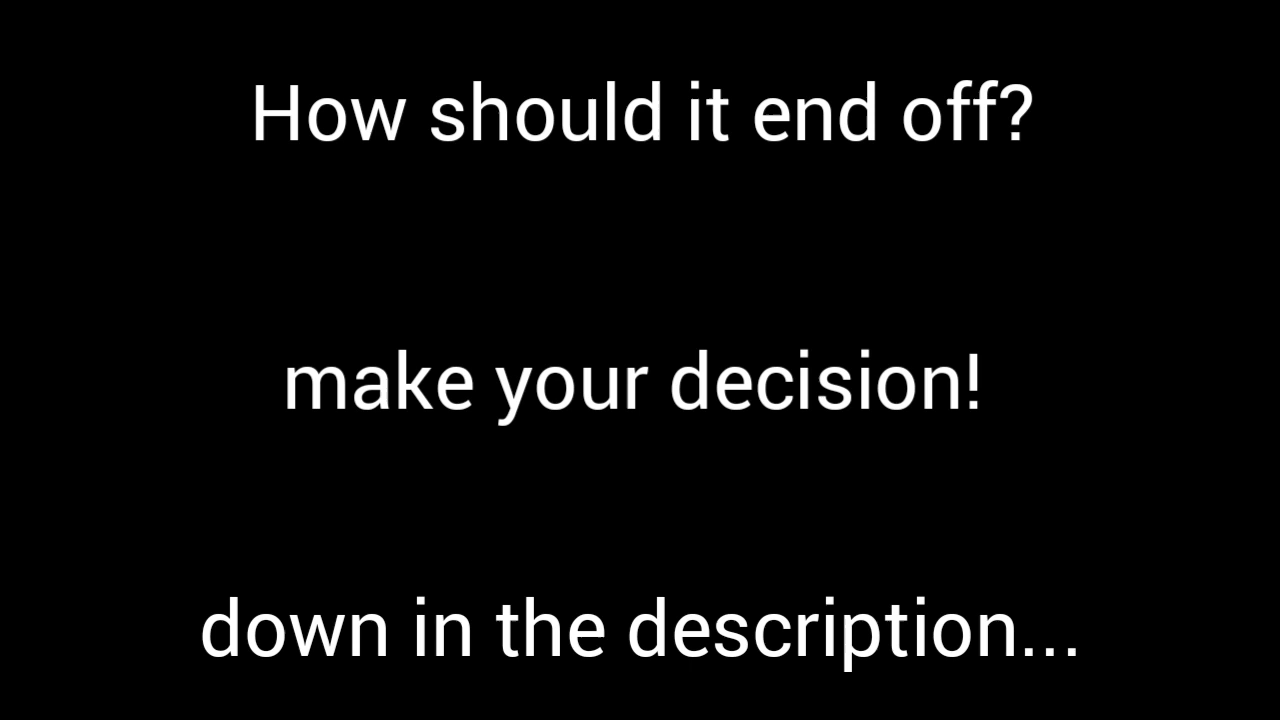 How should it end off?
make your decision!
down in the description...